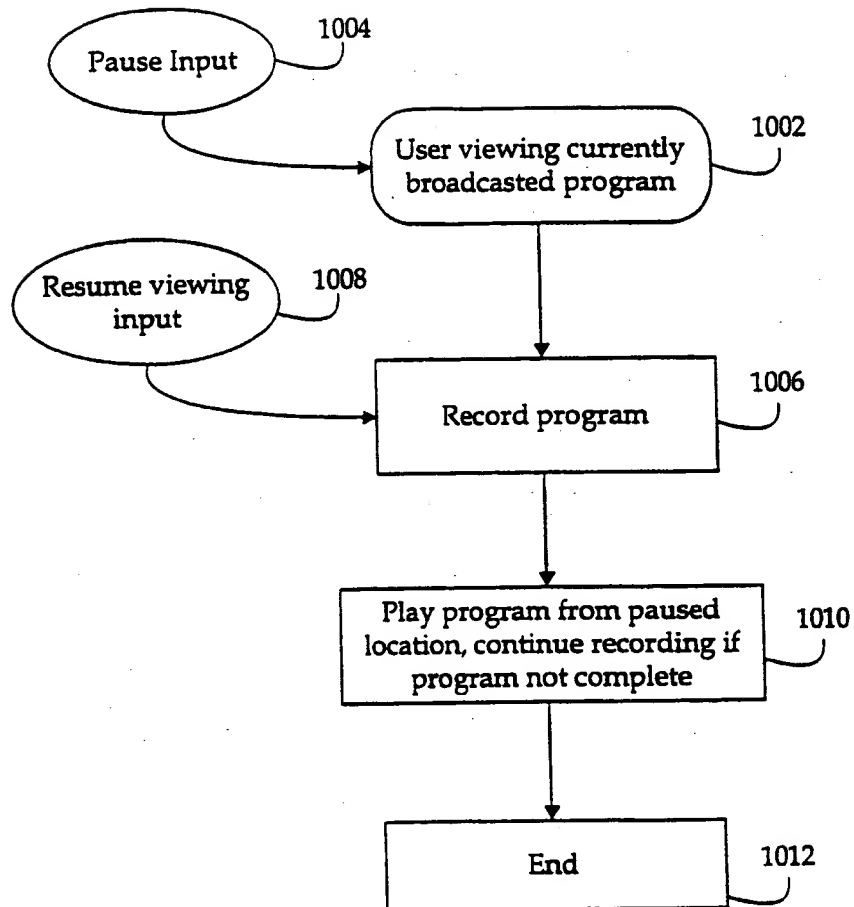 1004
Pause Input
1002
User viewing currently
broadcasted program
1008
Resume viewing
input
1006
Record program
1010
Play program from paused
location, continue recording if
program not complete
End
1012